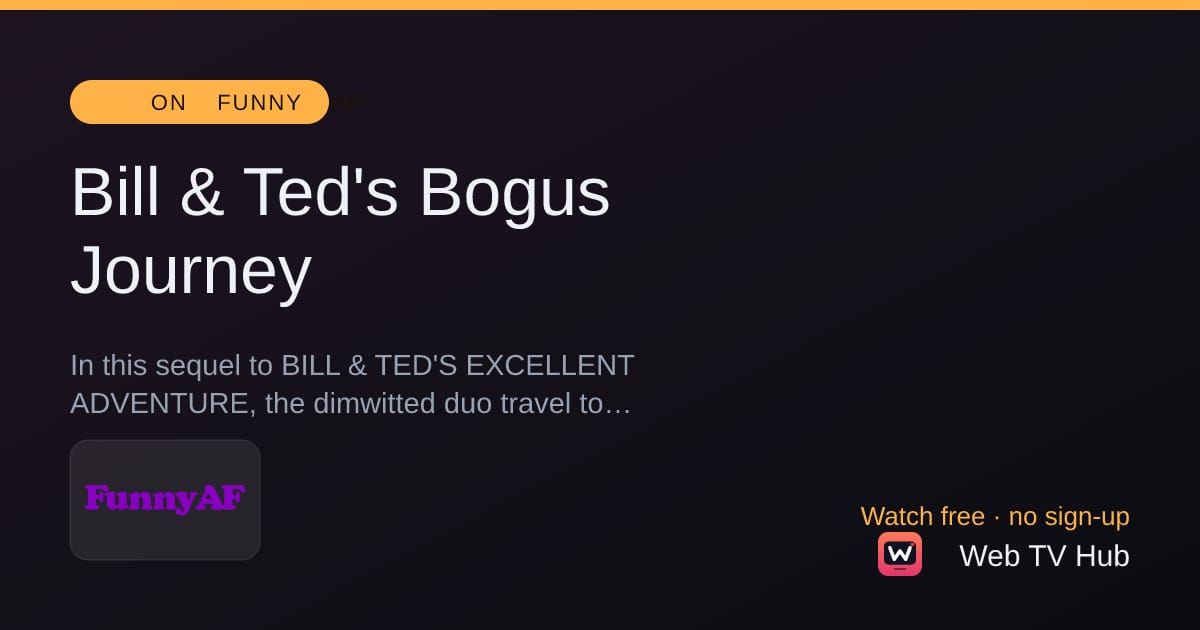 ON FUNNY
Bill & Ted's Bogus
Journey
In this sequel to BILL & TED'S EXCELLENT
ADVENTURE, the dimwitted duo travel to…
FunnyAF
Watch free · no sign-up
W Web TV Hub